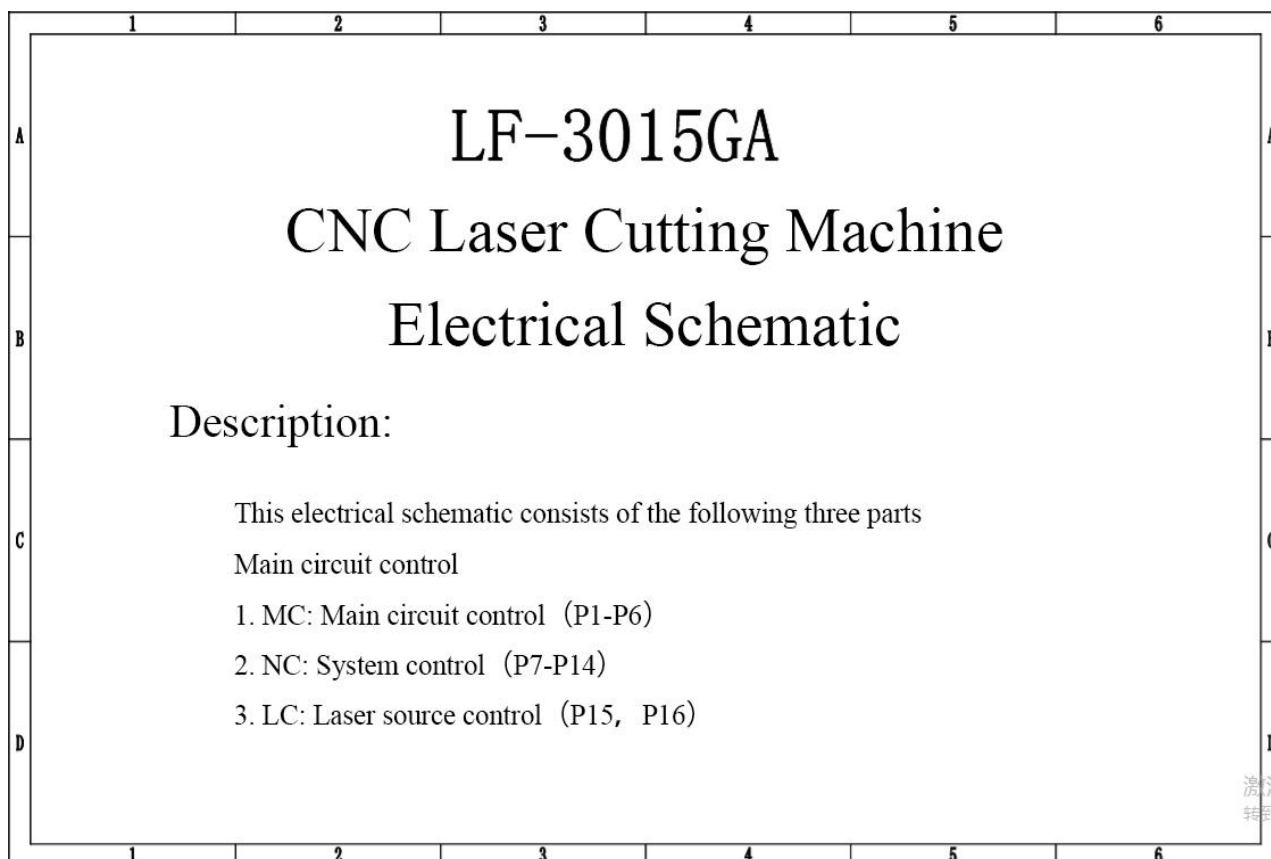 1 2 3 4 5 6
A
LF-3015GA
CNC Laser Cutting Machine
B
Electrical Schematic
Description:
This electrical schematic consists of the following three parts
C
Main circuit control
1. MC: Main circuit control（P1-P6）
2. NC: System control（P7-P14）
3. LC: Laser source control（P15，P16）
D
1 2 3 4 5 6